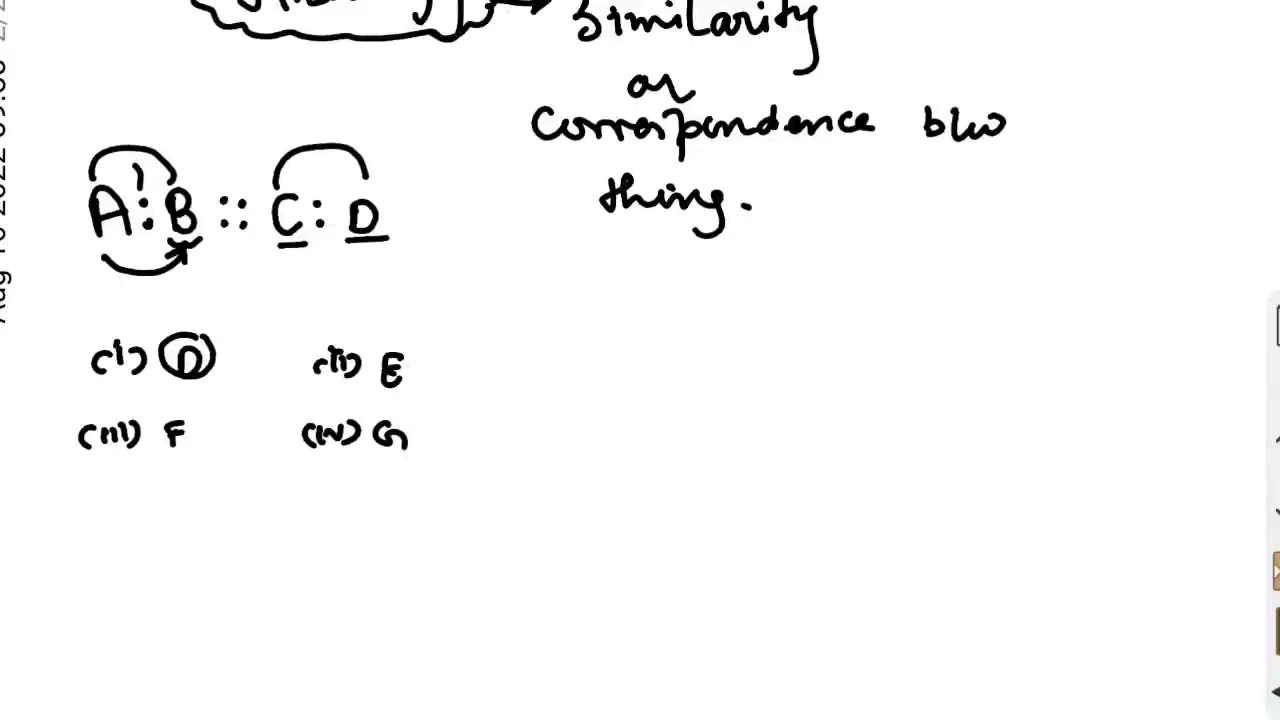 Similarity
or
Correspondence b/w
thing.
A : B :: C : D
(i) D (ii) E
(iii) F (iv) G